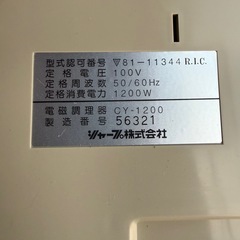 型式認可番号 ▽81-11344 R.I.C.
定格電圧 100V
定格周波数 50/60Hz
定格消費電力 1200W
電磁調理器 CY-1200
製造番号 56321
シャープ株式会社